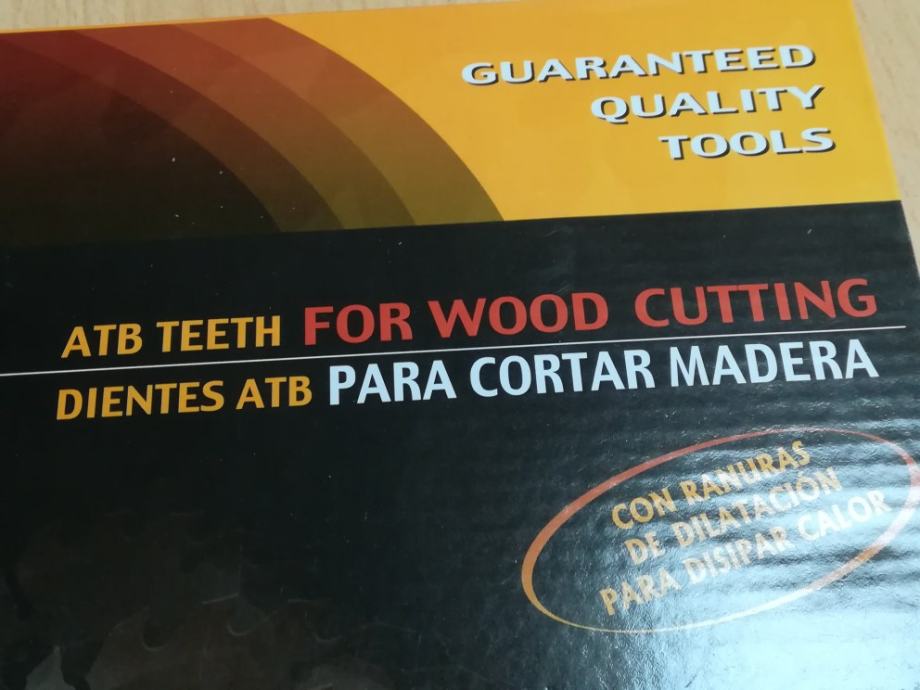 GUARANTEED
QUALITY
TOOLS
ATB TEETH FOR WOOD CUTTING
DIENTES ATB PARA CORTAR MADERA
CON RANURAS
DE DILATACIÓN
PARA DISIPAR CALOR